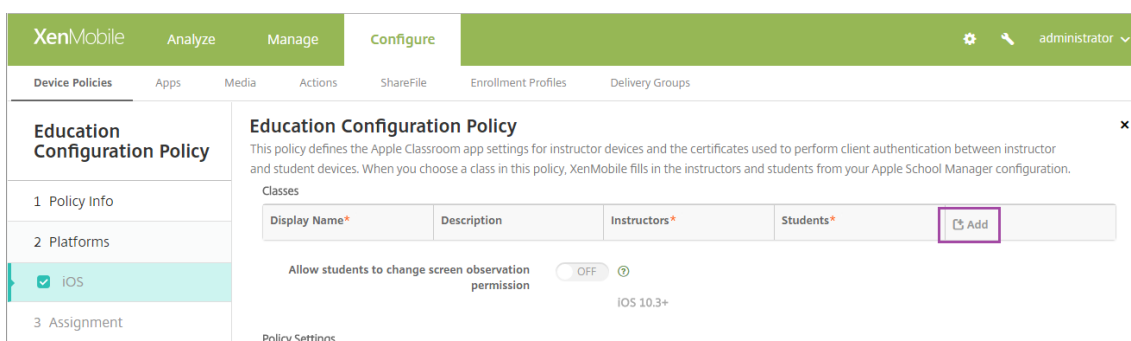 XenMobile Analyze Manage Configure administrator
Device Policies Apps Media Actions ShareFile Enrollment Profiles Delivery Groups
Education
Configuration Policy
1 Policy Info
2 Platforms
iOS
3 Assignment
Education Configuration Policy
This policy defines the Apple Classroom app settings for instructor devices and the certificates used to perform client authentication between instructor
and student devices. When you choose a class in this policy, XenMobile fills in the instructors and students from your Apple School Manager configuration.
Classes
Display Name* Description Instructors* Students* Add
Allow students to change screen observation
permission
OFF
iOS 10.3+
Policy Settings